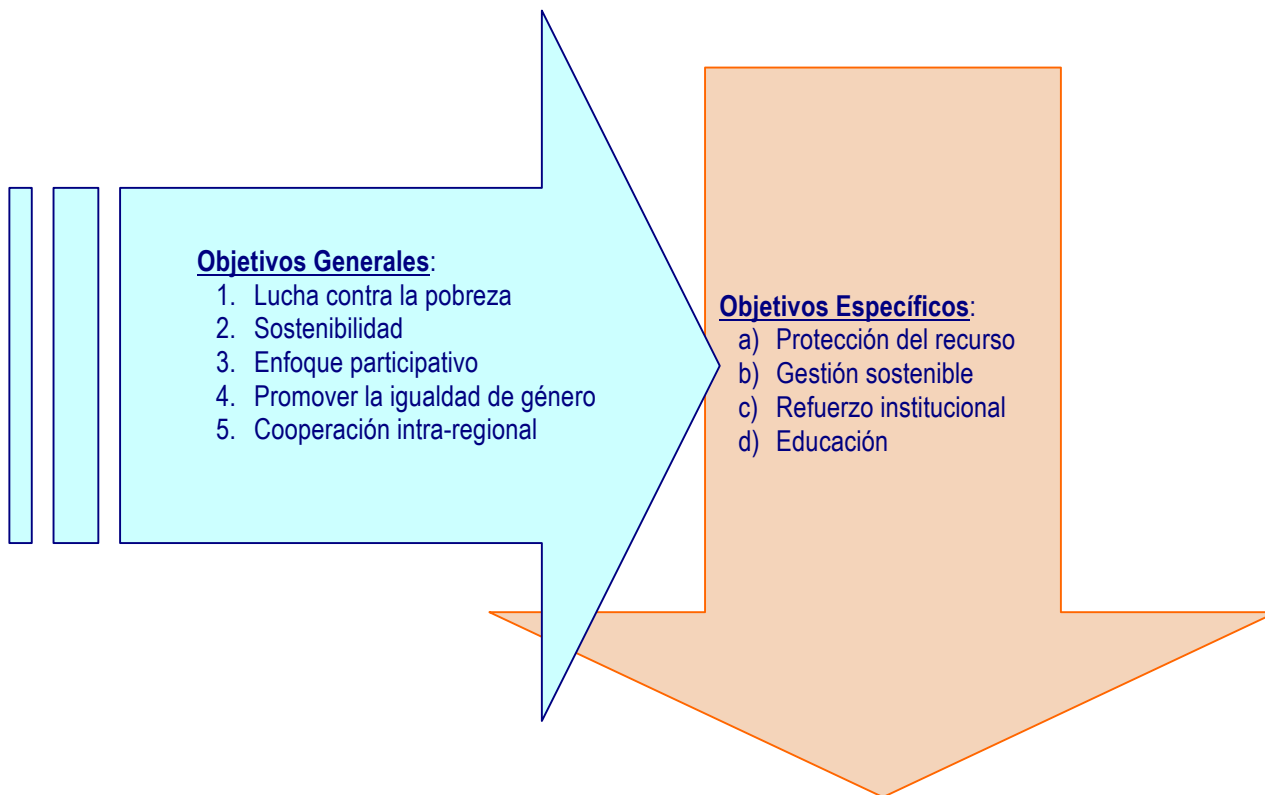 Objetivos Generales:
1. Lucha contra la pobreza
2. Sostenibilidad
3. Enfoque participativo
4. Promover la igualdad de género
5. Cooperación intra-regional
Objetivos Específicos:
a) Protección del recurso
b) Gestión sostenible
c) Refuerzo institucional
d) Educación